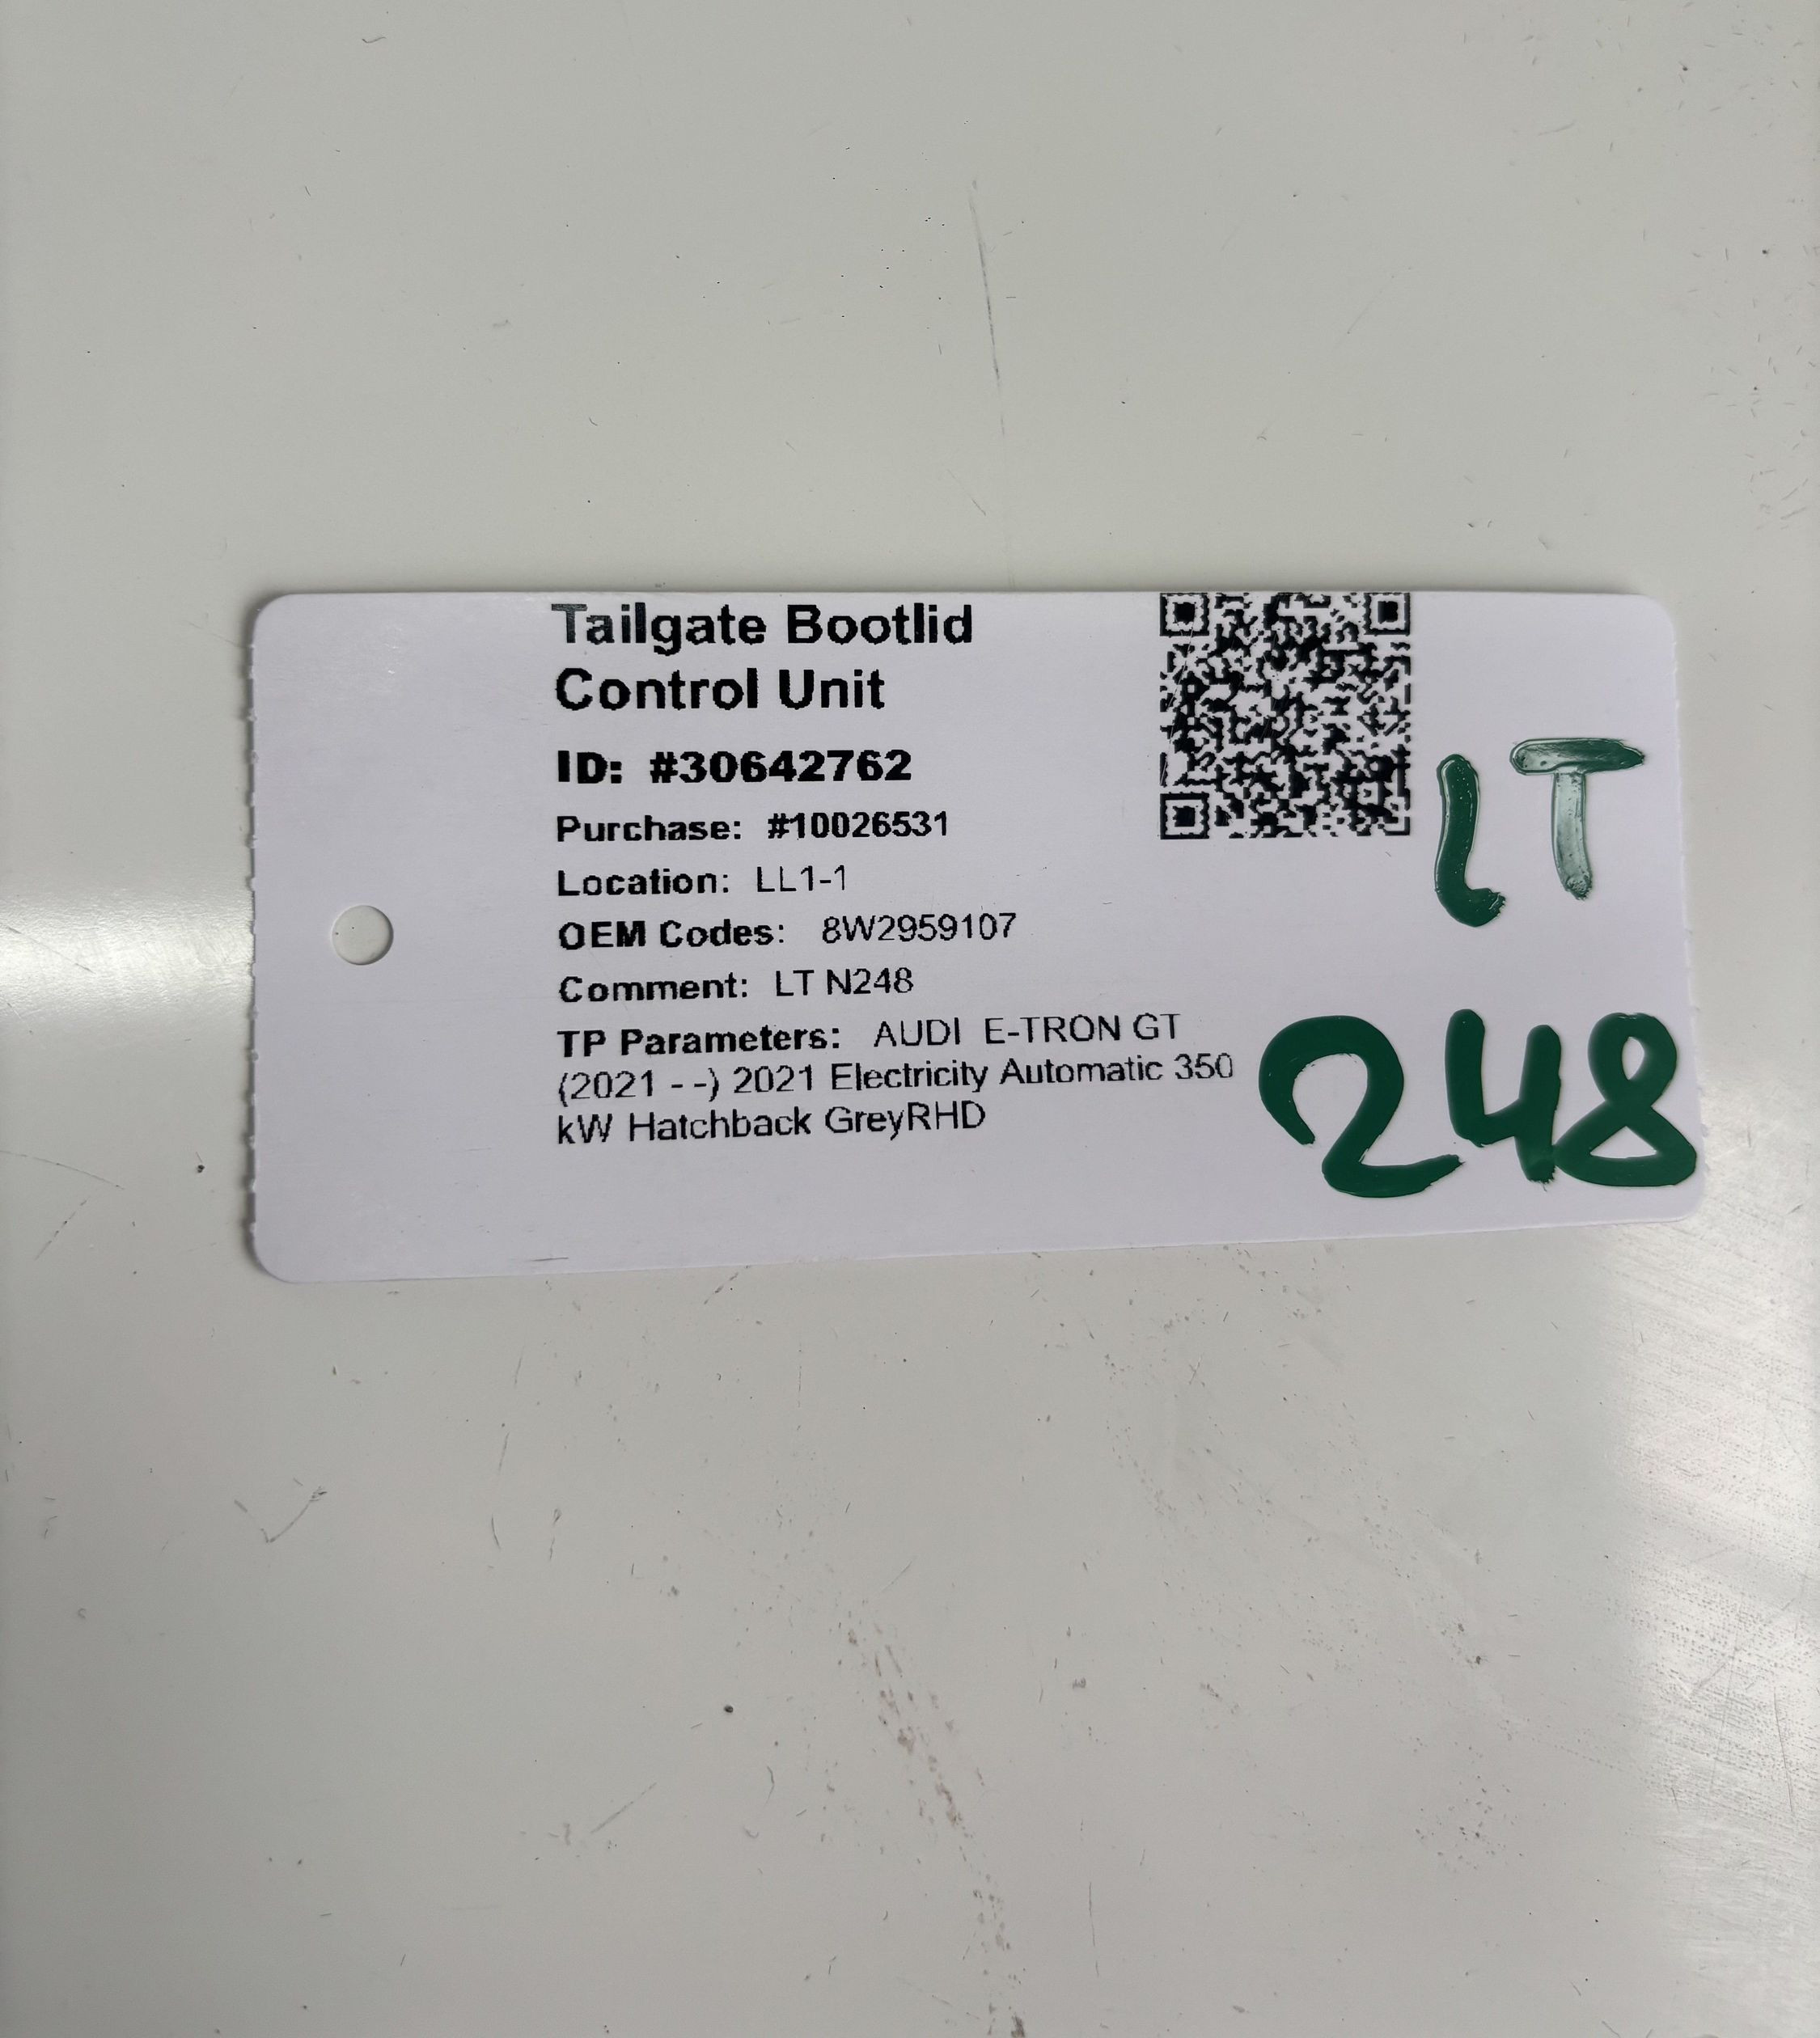 Tailgate Bootlid
Control Unit
ID: #30642762
Purchase: #10026531
Location: LL1-1
OEM Codes: 8W2959107
Comment: LT N248
TP Parameters: AUDI E-TRON GT
(2021 - -) 2021 Electricity Automatic 350
kW Hatchback GreyRHD
LT
248